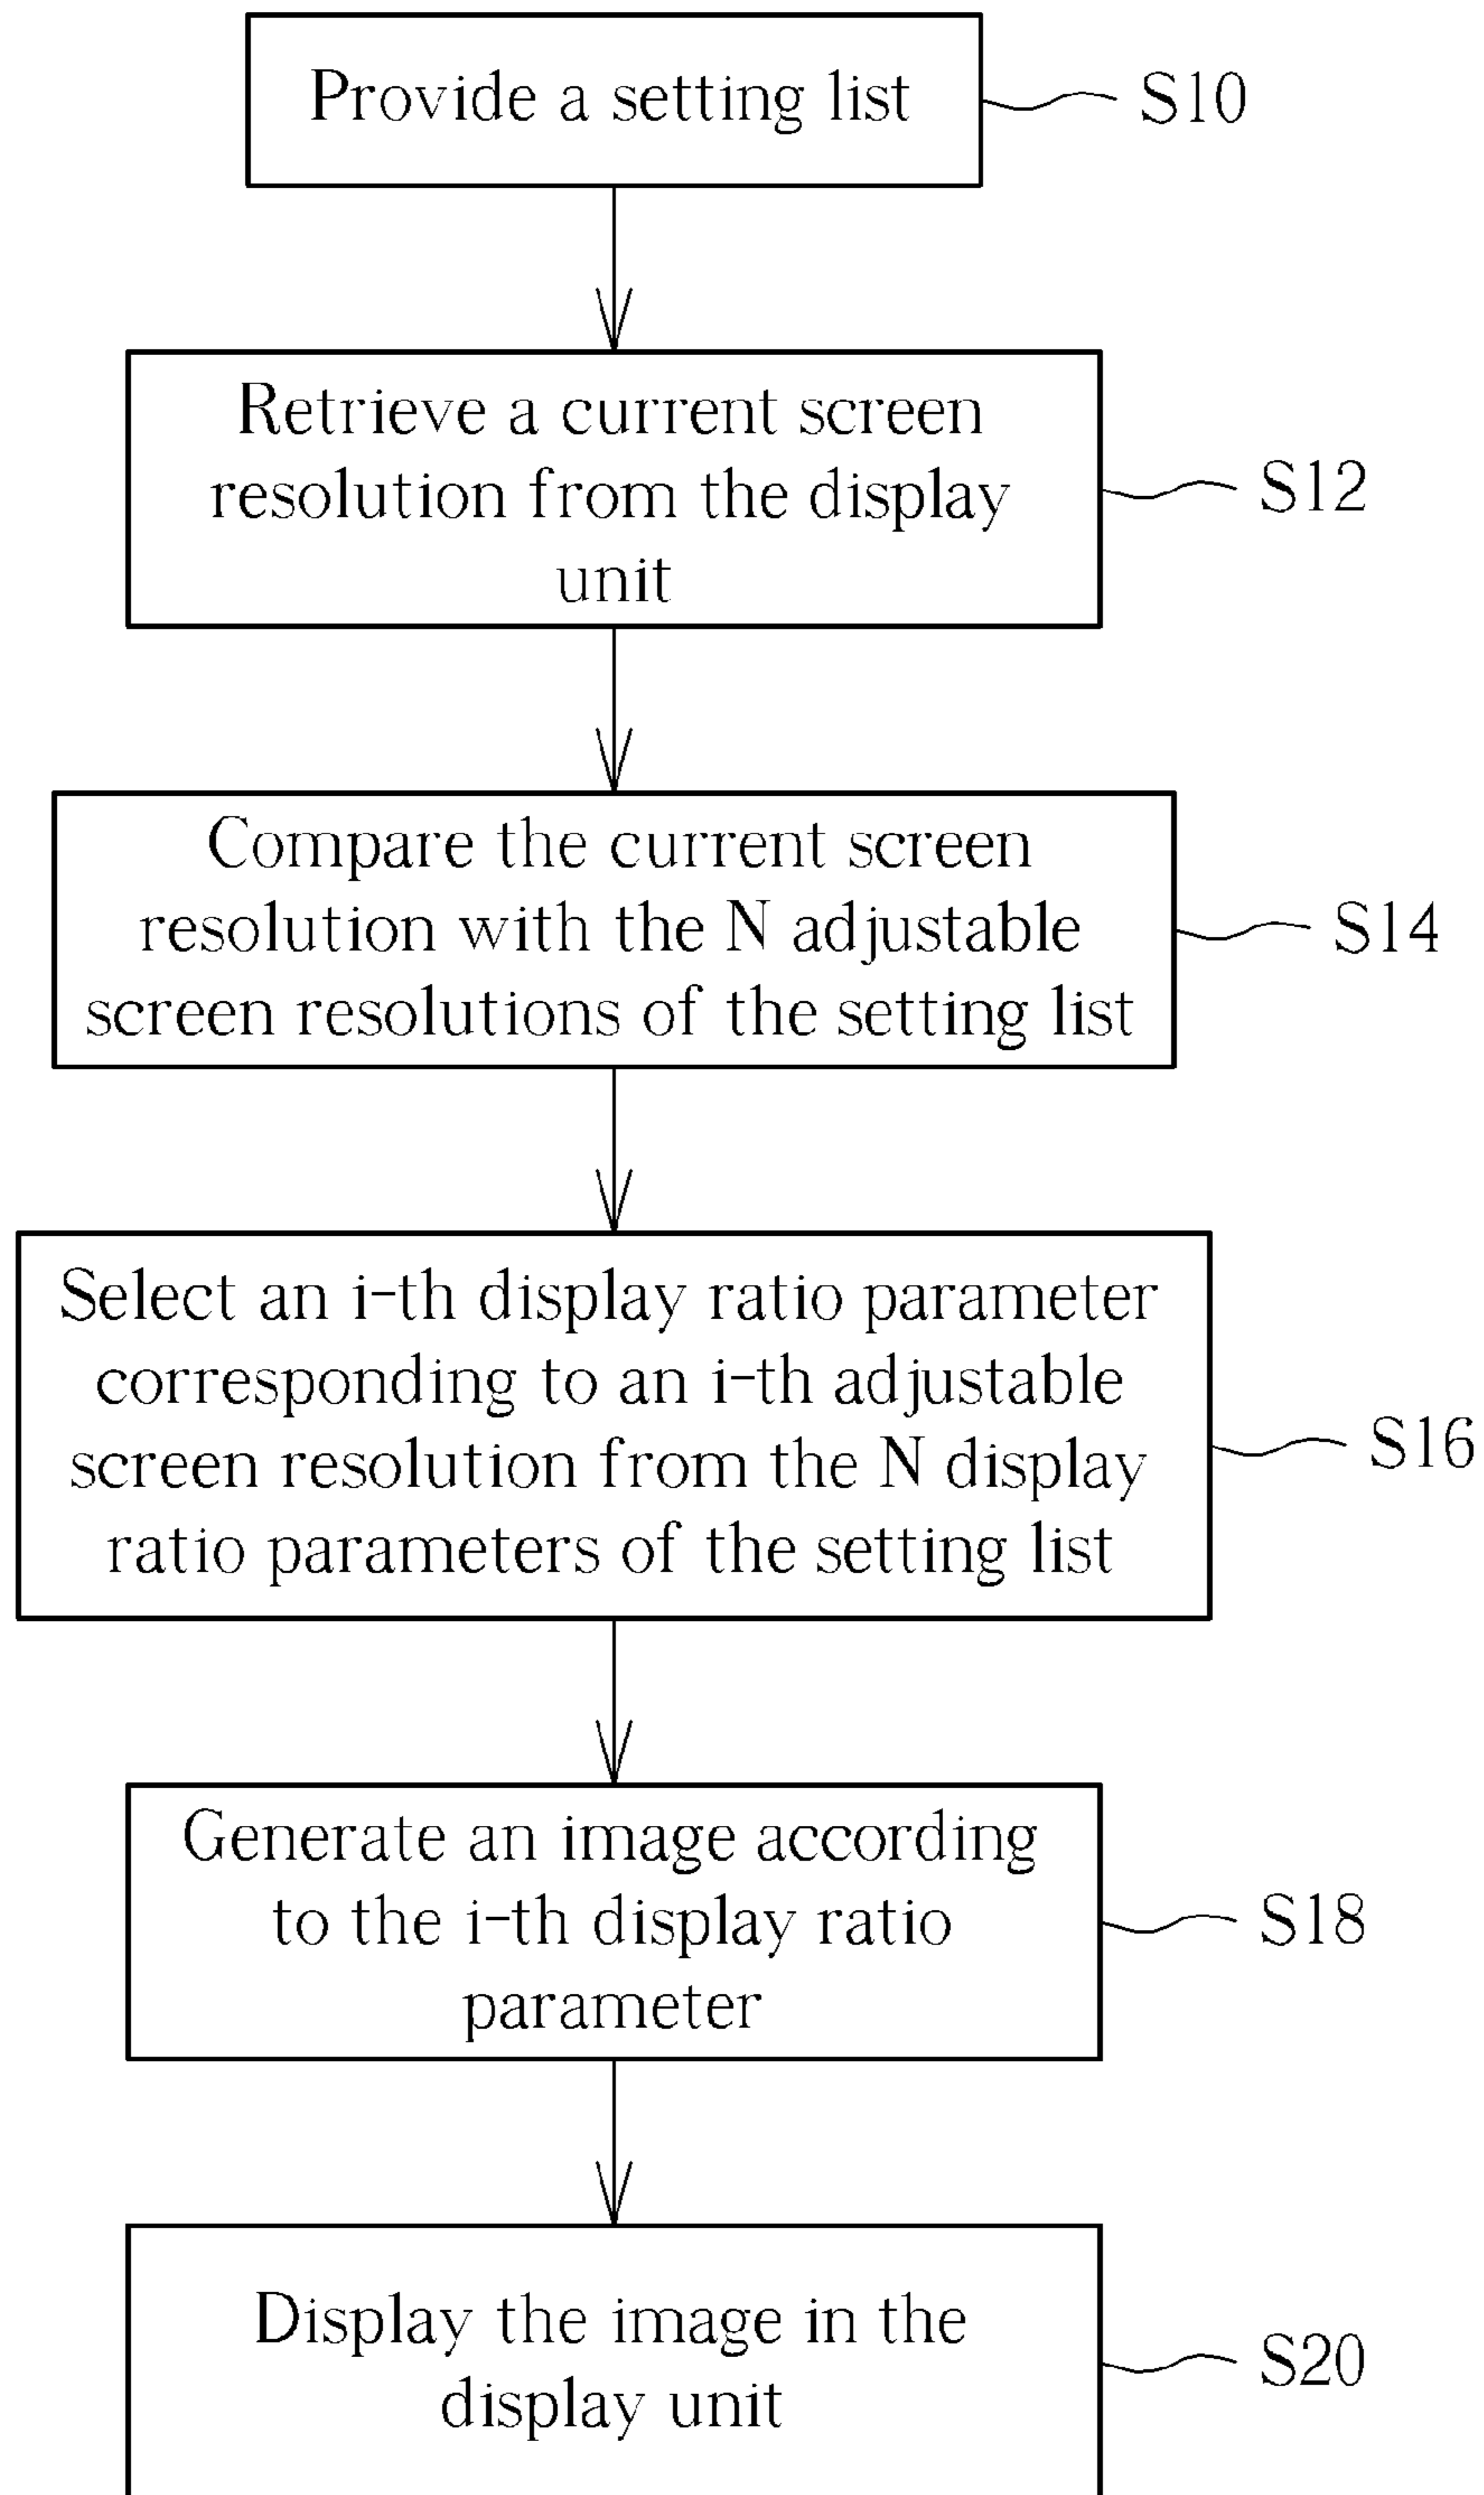 Provide a setting list
S10
Retrieve a current screen
resolution from the display
unit
S12
Compare the current screen
resolution with the N adjustable
screen resolutions of the setting list
S14
Select an i-th display ratio parameter
corresponding to an i-th adjustable
screen resolution from the N display
ratio parameters of the setting list
S16
Generate an image according
to the i-th display ratio
parameter
S18
Display the image in the
display unit
S20